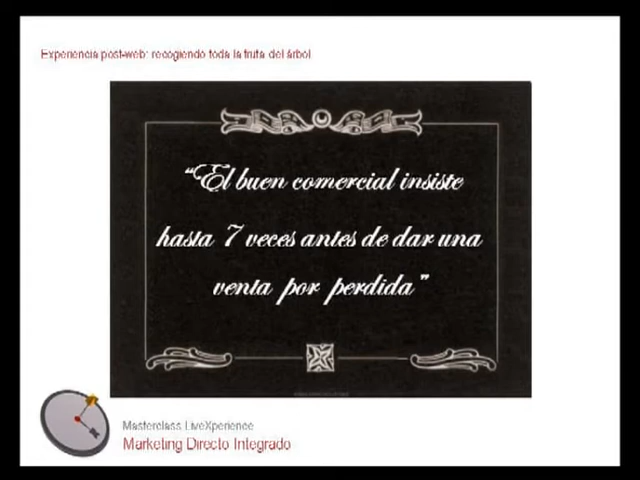 Experiencia post-web: recogiendo toda la fruta del árbol
“El buen comercial insiste
hasta 7 veces antes de dar una
venta por perdida”
Masterclass LiveXperience
Marketing Directo Integrado